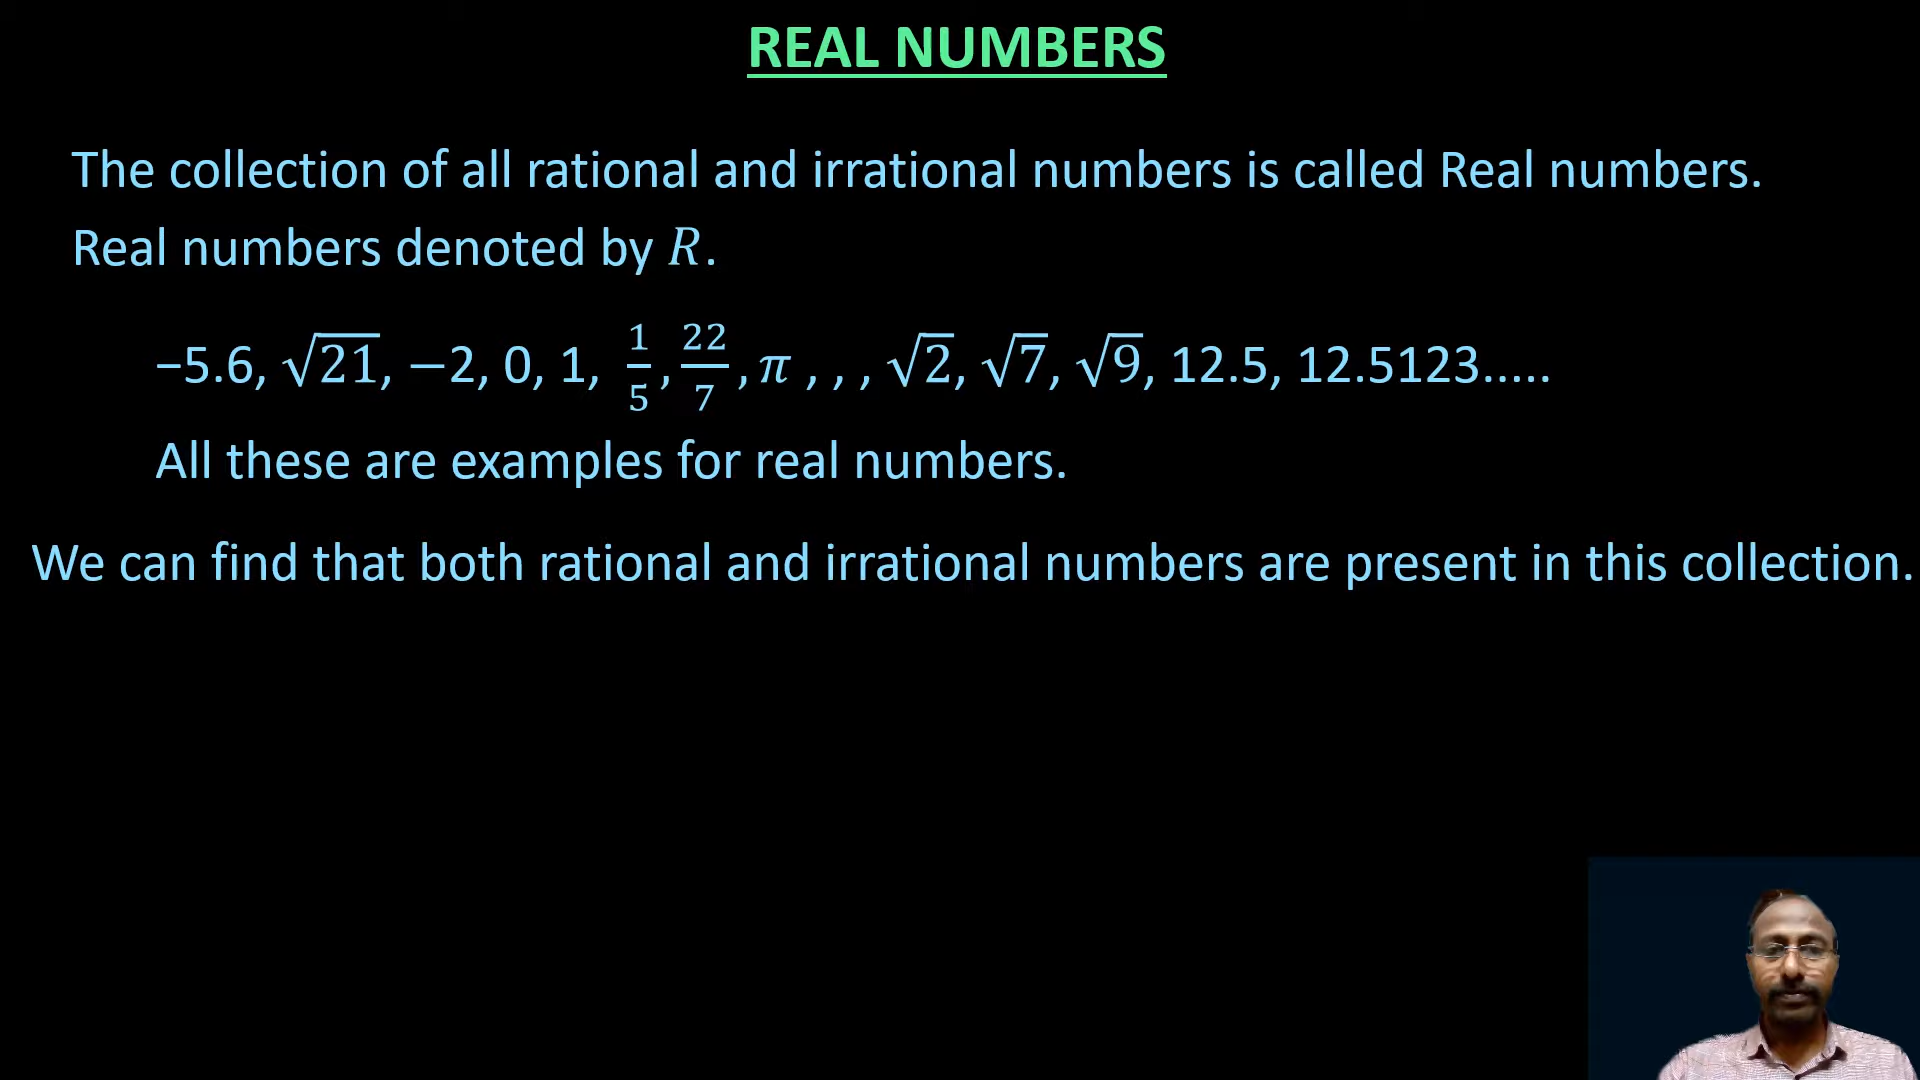 REAL NUMBERS
The collection of all rational and irrational numbers is called Real numbers.
Real numbers denoted by R.
−5.6, √21, −2, 0, 1, 1/5, 22/7, π , , , √2, √7, √9, 12.5, 12.5123.....
All these are examples for real numbers.
We can find that both rational and irrational numbers are present in this collection.